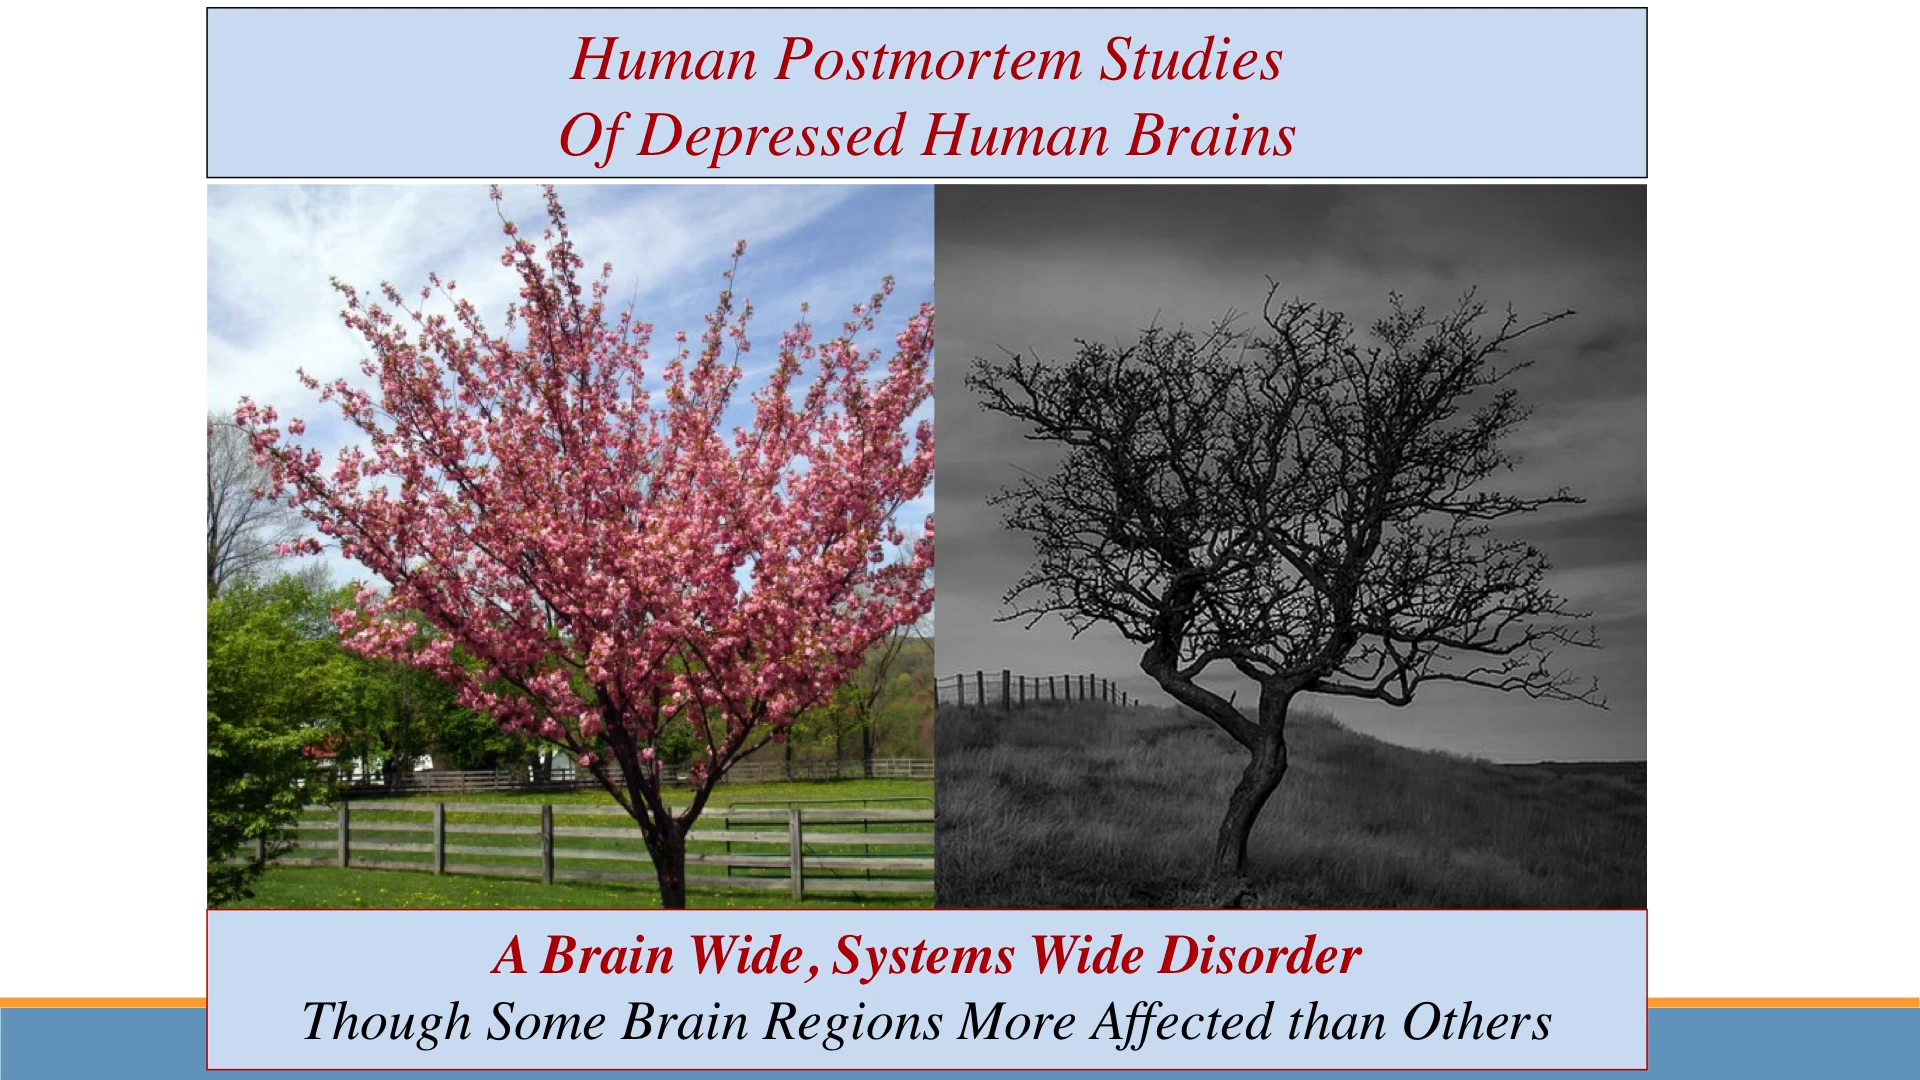 Human Postmortem Studies
Of Depressed Human Brains
A Brain Wide, Systems Wide Disorder
Though Some Brain Regions More Affected than Others